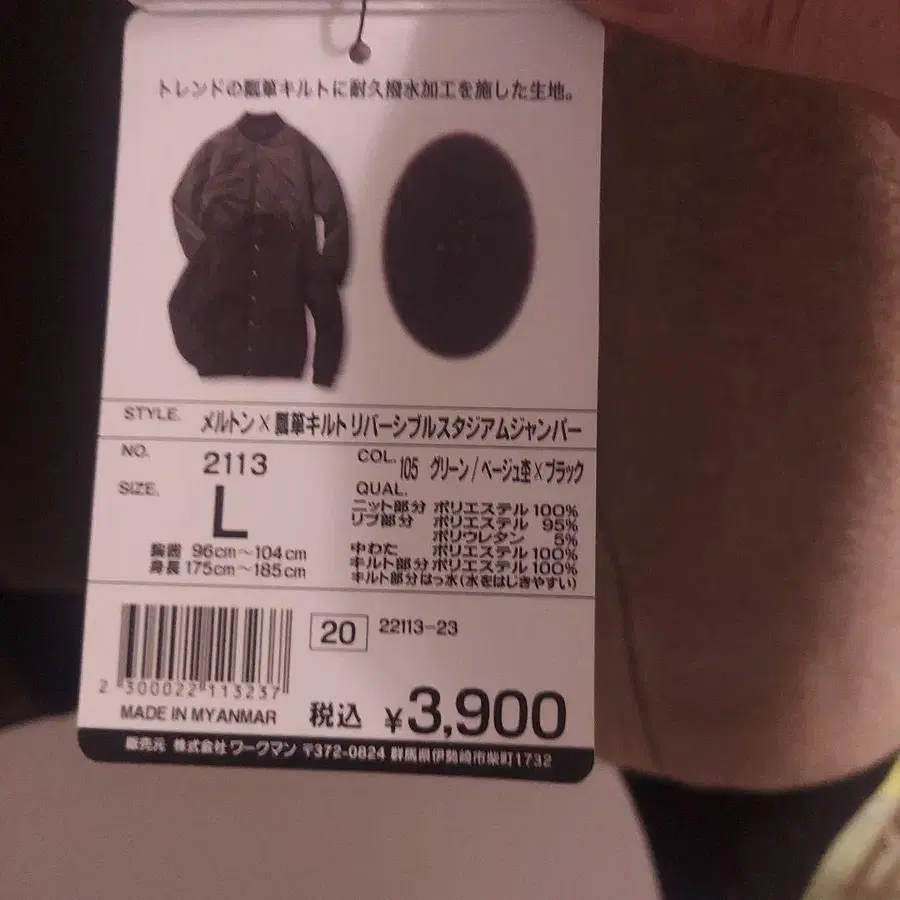 トレンドの瓢箪キルトに耐久撥水加工を施した生地。
STYLE. メルトン×瓢箪キルトリバーシブルスタジアムジャンパー
NO. 2113
COL. 105 グリーン/ベージュ杢×ブラック
SIZE. L
胸囲 96cm～104cm
身長 175cm～185cm
QUAL.
ニット部分 ポリエステル 100%
リブ部分 ポリエステル 95%
ポリウレタン 5%
中わた ポリエステル 100%
キルト部分 ポリエステル 100%
キルト部分はっ水(水をはじきやすい)
20 22113-23
2 300022 113237
MADE IN MYANMAR
税込 ¥3,900
販売元 株式会社ワークマン 〒372-0824 群馬県伊勢崎市柴町1732